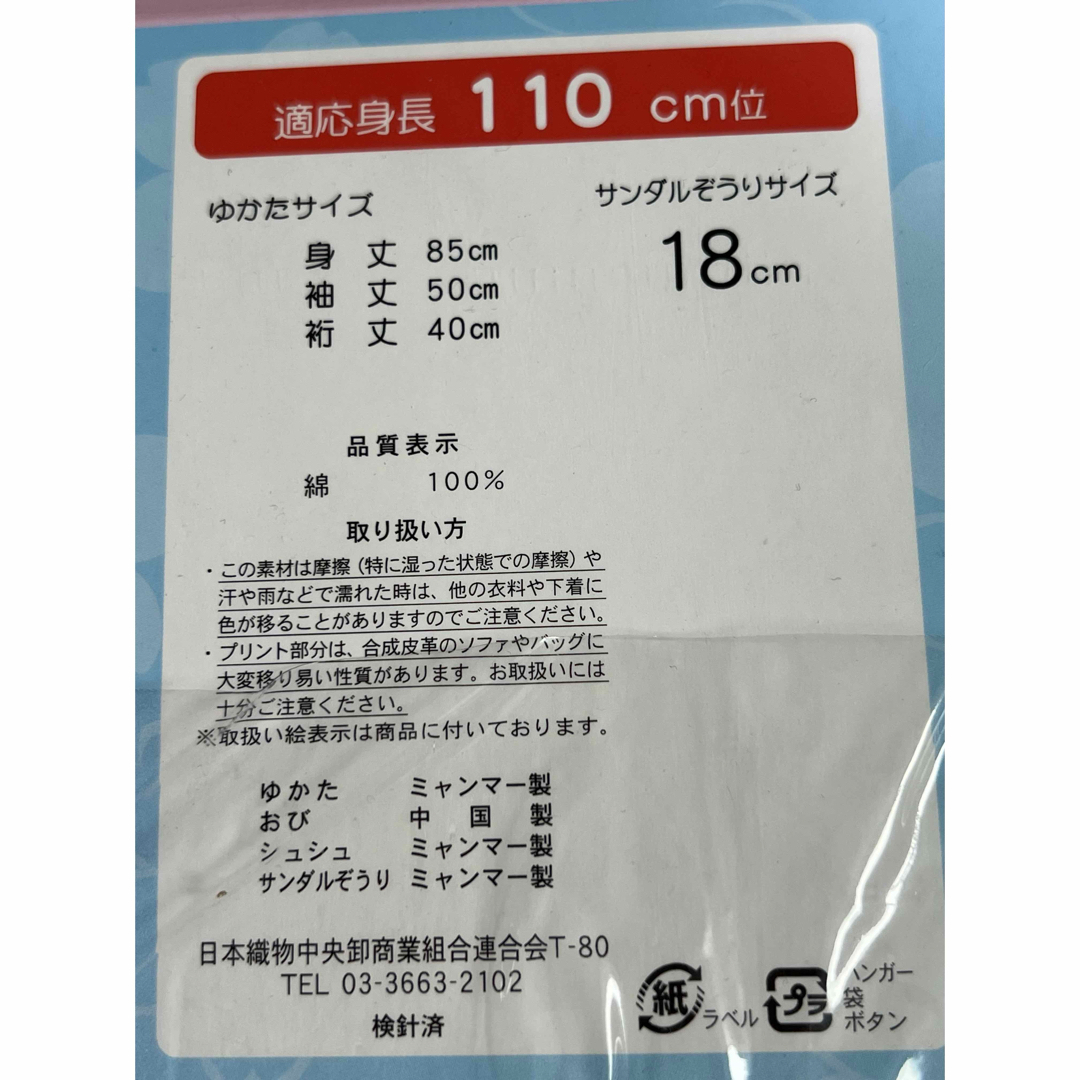 適応身長 110 cm位
ゆかたサイズ
身丈 85cm
袖丈 50cm
裄丈 40cm
サンダルぞうりサイズ
18cm
品質表示
綿 100%
取り扱い方
・この素材は摩擦(特に湿った状態での摩擦)や
汗や雨などで濡れた時は、他の衣料や下着に
色が移ることがありますのでご注意ください。
・プリント部分は、合成皮革のソファやバッグに
大変移り易い性質があります。お取扱いには
十分ご注意ください。
※取扱い絵表示は商品に付いております。
ゆかた ミャンマー製
おび 中国製
シュシュ ミャンマー製
サンダルぞうり ミャンマー製
日本織物中央卸商業組合連合会T-80
TEL 03-3663-2102
検針済
紙 ラベル
プラ ハンガー
袋
ボタン